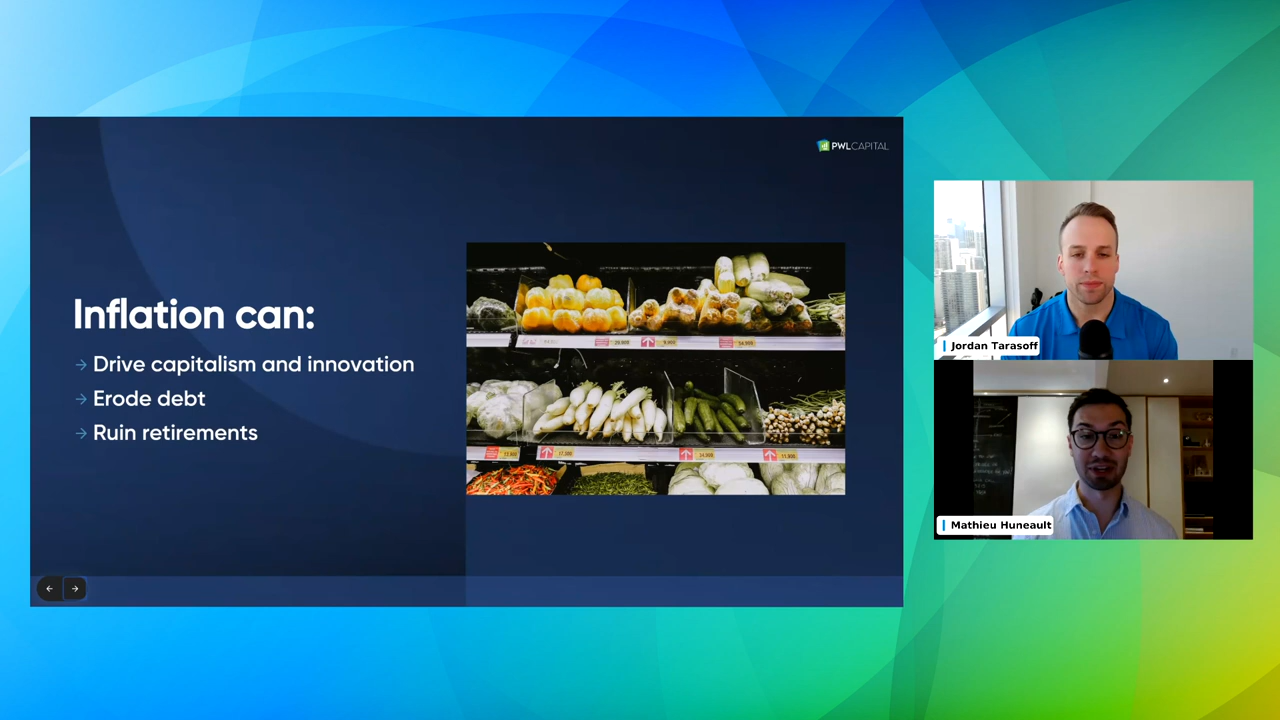 PWLCAPITAL
Inflation can:
→ Drive capitalism and innovation
→ Erode debt
→ Ruin retirements
Jordan Tarasoff
Mathieu Huneault